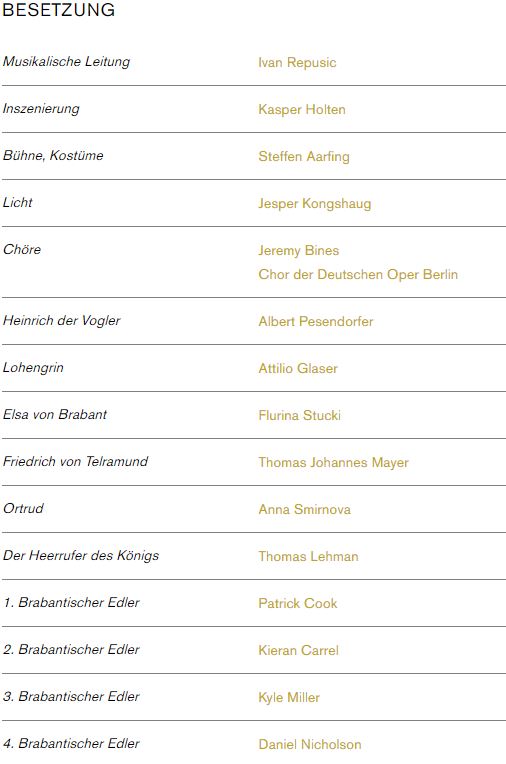 BESETZUNG
Musikalische Leitung Ivan Repusic
Inszenierung Kasper Holten
Bühne, Kostüme Steffen Aarfing
Licht Jesper Kongshaug
Chöre Jeremy Bines
Chor der Deutschen Oper Berlin
Heinrich der Vogler Albert Pesendorfer
Lohengrin Attilio Glaser
Elsa von Brabant Flurina Stucki
Friedrich von Telramund Thomas Johannes Mayer
Ortrud Anna Smirnova
Der Heerrufer des Königs Thomas Lehman
1. Brabantischer Edler Patrick Cook
2. Brabantischer Edler Kieran Carrel
3. Brabantischer Edler Kyle Miller
4. Brabantischer Edler Daniel Nicholson